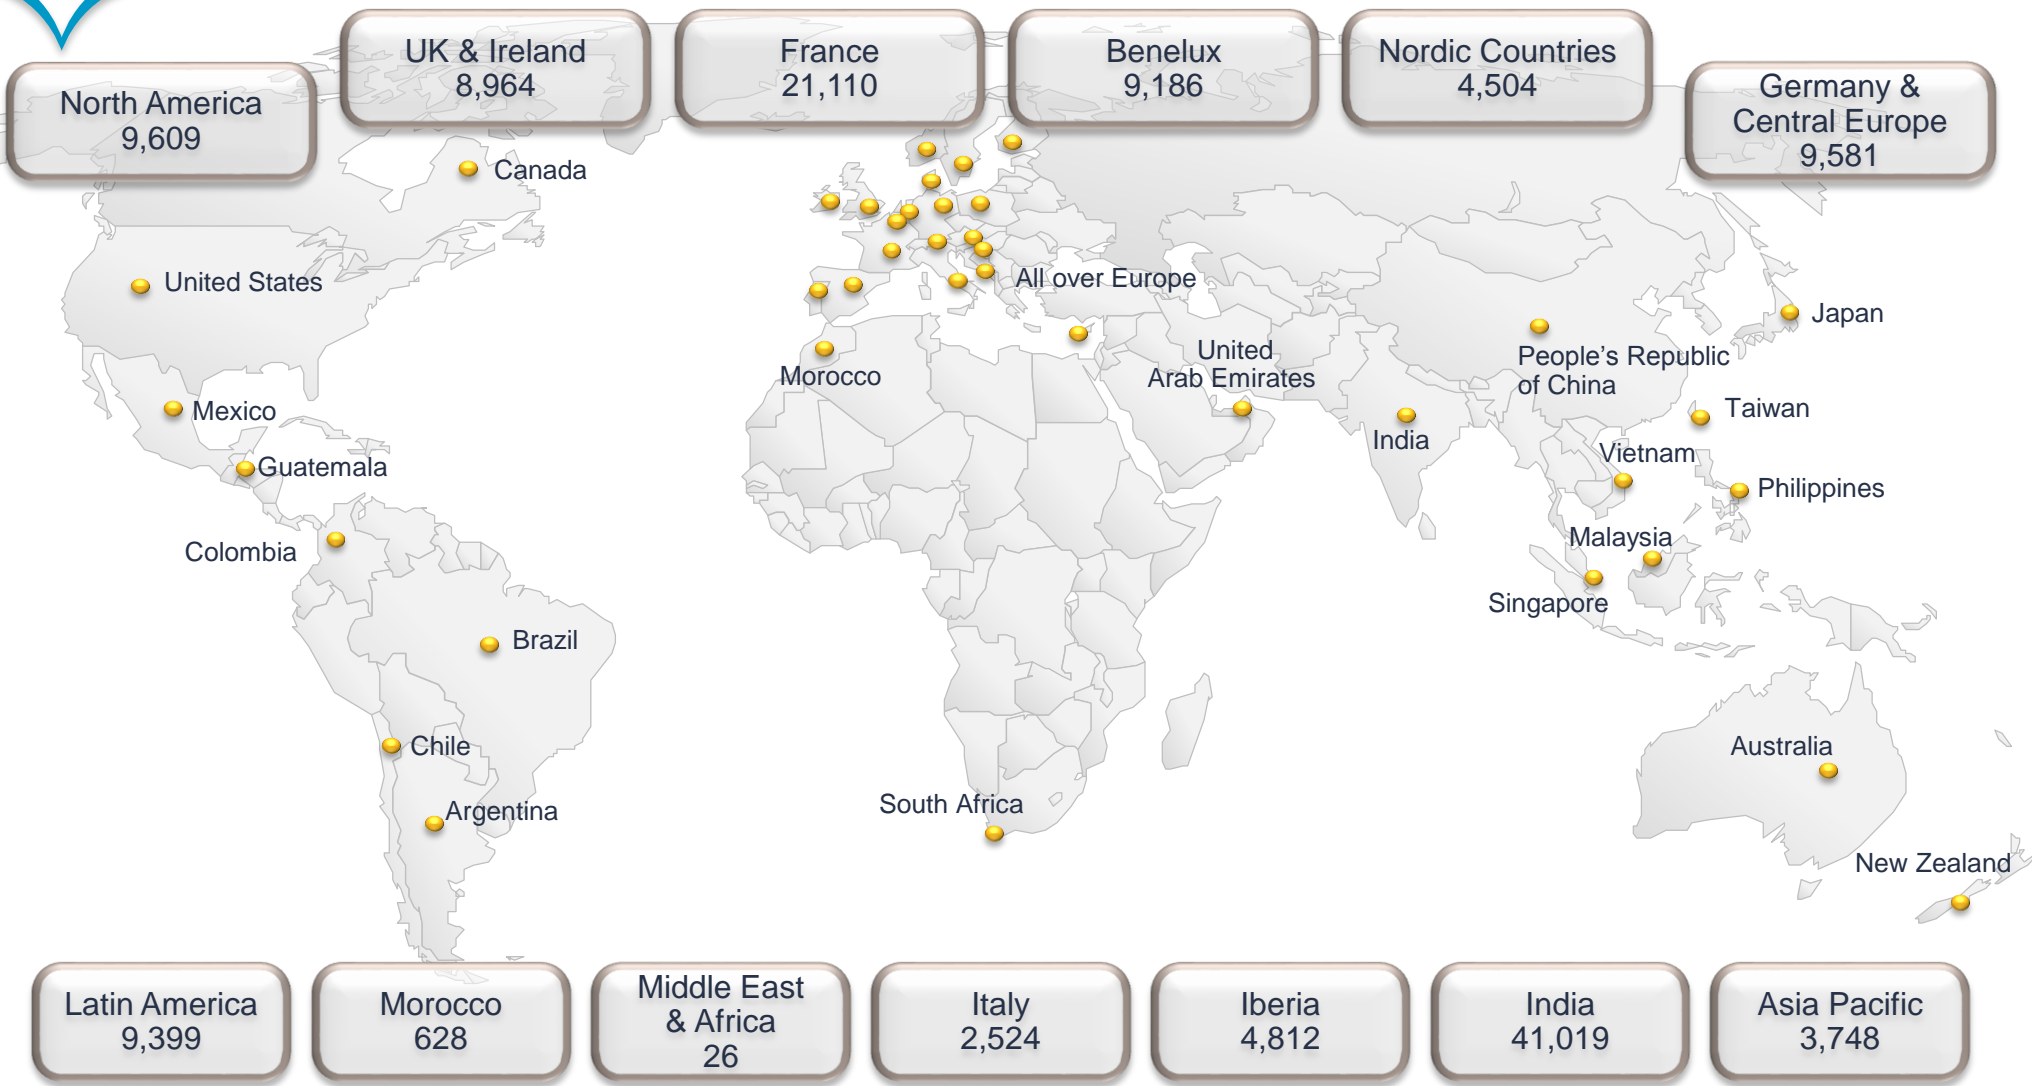 UK & Ireland
8,964
France
21,110
Benelux
9,186
Nordic Countries
4,504
North America
9,609
Germany &
Central Europe
9,581
Canada
United States
All over Europe
Japan
Morocco
United
Arab Emirates
People’s Republic
of China
Mexico
Taiwan
India
Vietnam
Guatemala
Philippines
Colombia
Malaysia
Singapore
Brazil
Chile
Australia
Argentina
South Africa
New Zealand
Latin America
9,399
Morocco
628
Middle East
& Africa
26
Italy
2,524
Iberia
4,812
India
41,019
Asia Pacific
3,748